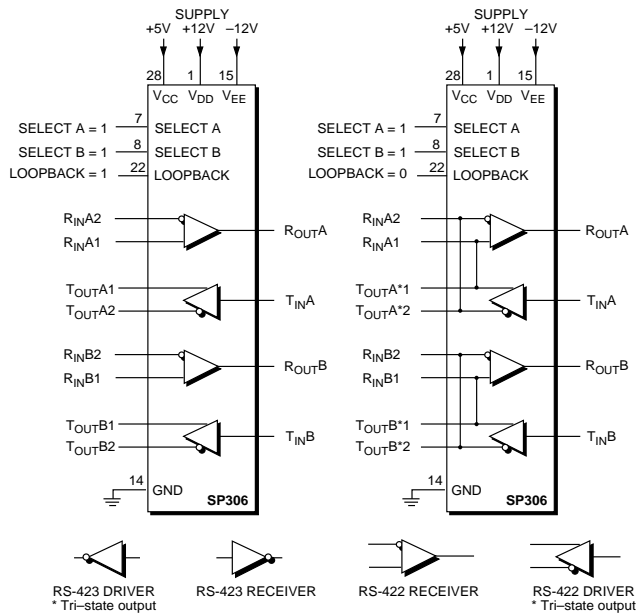 SUPPLY
+5V +12V –12V
28 1 15
VCC VDD VEE
SELECT A = 1 7 SELECT A
SELECT B = 1 8 SELECT B
LOOPBACK = 1 22 LOOPBACK
RINA2
RINA1
ROUTA
TOUTA1
TOUTA2
TINA
RINB2
RINB1
ROUTB
TOUTB1
TOUTB2
TINB
14 GND
SP306
SUPPLY
+5V +12V –12V
28 1 15
VCC VDD VEE
SELECT A = 1 7 SELECT A
SELECT B = 1 8 SELECT B
LOOPBACK = 0 22 LOOPBACK
RINA2
RINA1
ROUTA
TOUTA*1
TOUTA*2
TINA
RINB2
RINB1
ROUTB
TOUTB*1
TOUTB*2
TINB
14 GND
SP306
RS-423 DRIVER
* Tri–state output
RS-423 RECEIVER
RS-422 RECEIVER
RS-422 DRIVER
* Tri–state output